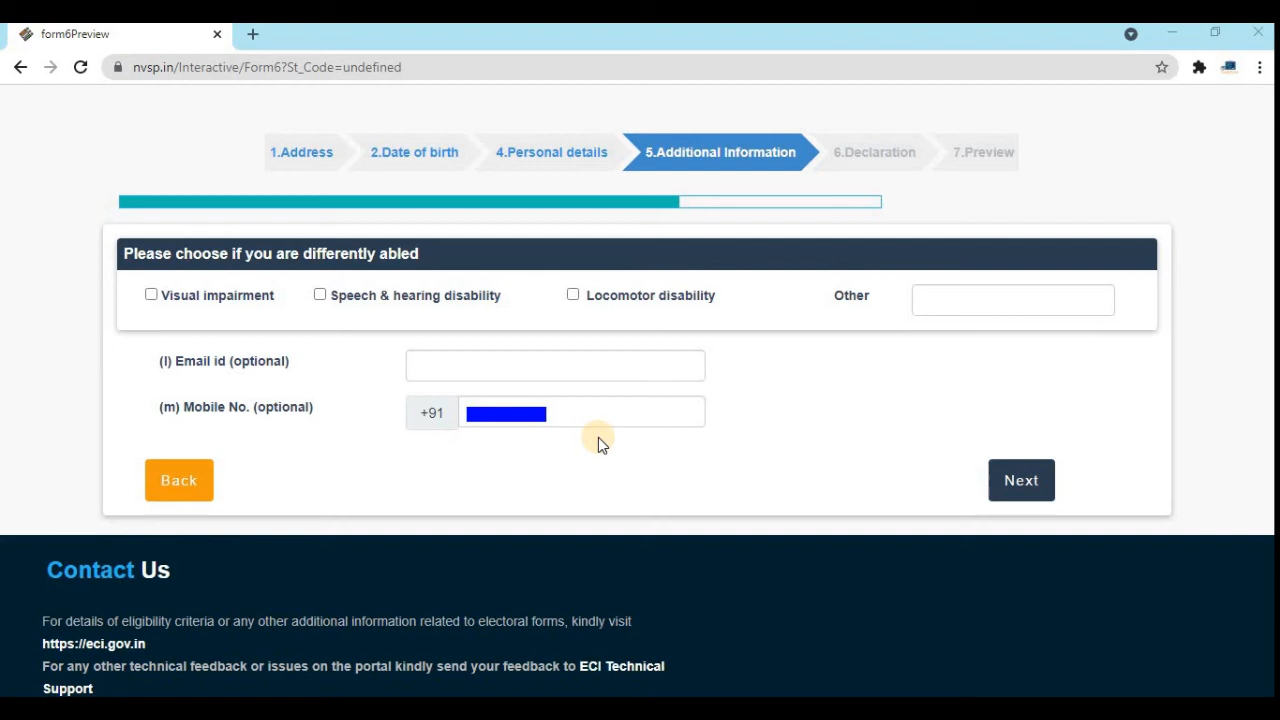 form6Preview
nvsp.in/Interactive/Form6?St_Code=undefined
1.Address 2.Date of birth 4.Personal details 5.Additional Information 6.Declaration 7.Preview
Please choose if you are differently abled
Visual impairment Speech & hearing disability Locomotor disability Other
(l) Email id (optional)
(m) Mobile No. (optional) +91
Back Next
Contact Us
For details of eligibility criteria or any other additional information related to electoral forms, kindly visit
https://eci.gov.in
For any other technical feedback or issues on the portal kindly send your feedback to ECI Technical
Support